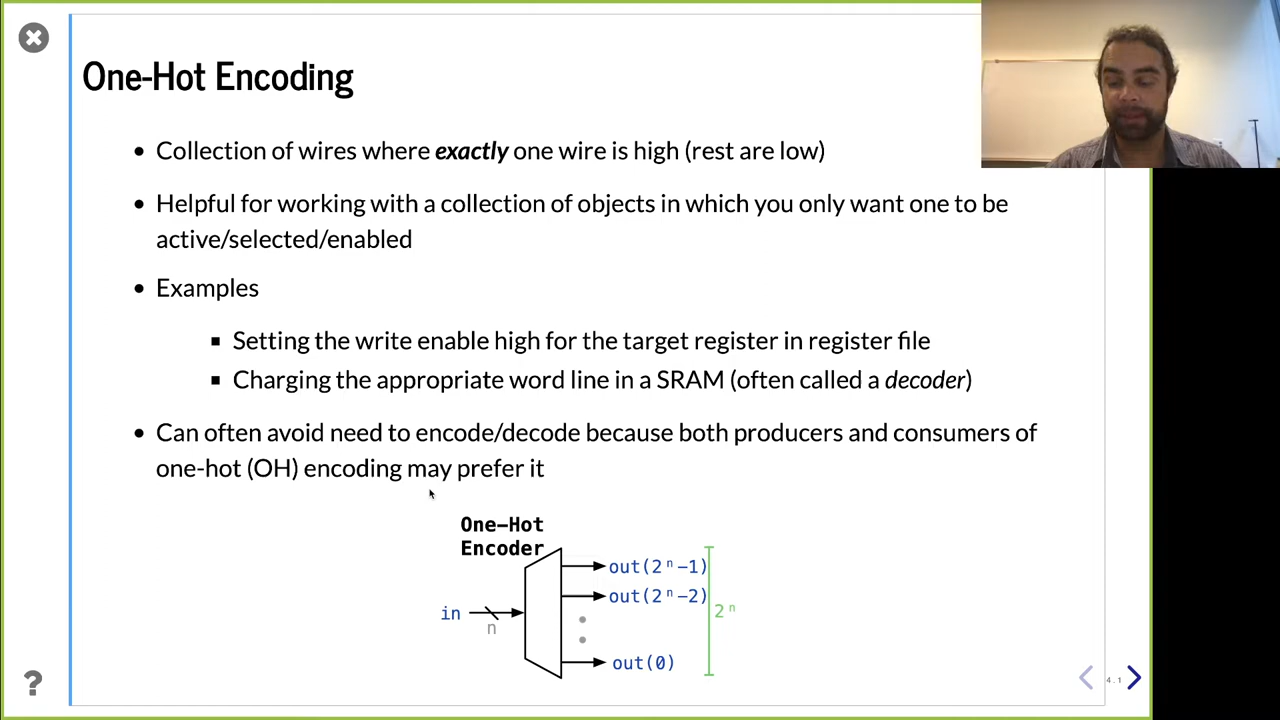 One-Hot Encoding
• Collection of wires where exactly one wire is high (rest are low)
• Helpful for working with a collection of objects in which you only want one to be
active/selected/enabled
• Examples
▪ Setting the write enable high for the target register in register file
▪ Charging the appropriate word line in a SRAM (often called a decoder)
• Can often avoid need to encode/decode because both producers and consumers of
one-hot (OH) encoding may prefer it
One-Hot
Encoder
out(2ⁿ-1)
out(2ⁿ-2)
in
n
2ⁿ
out(0)
?
4.1